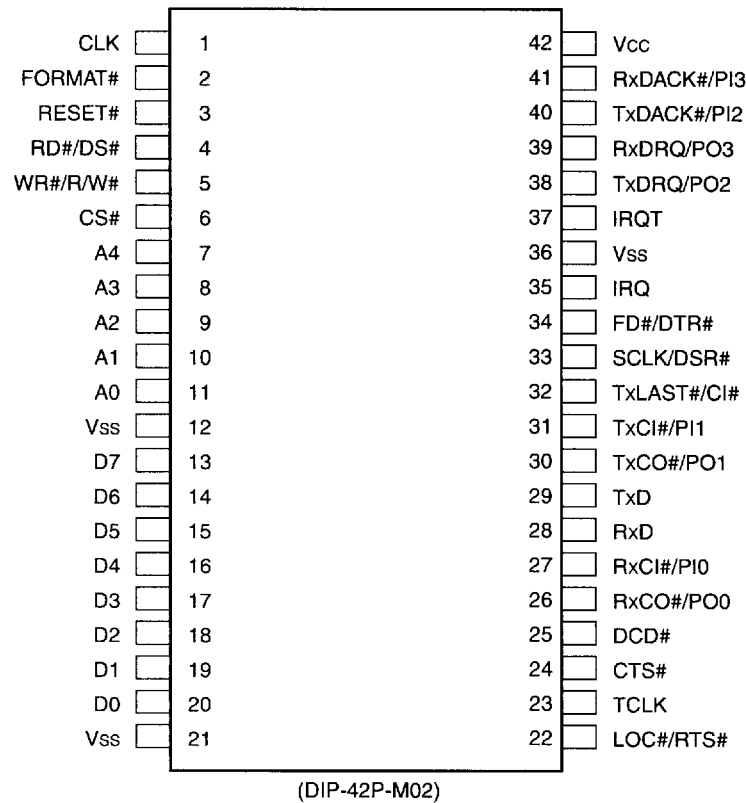 CLK 1 42 Vcc
FORMAT# 2 41 RxDACK#/PI3
RESET# 3 40 TxDACK#/PI2
RD#/DS# 4 39 RxDRQ/PO3
WR#/R/W# 5 38 TxDRQ/PO2
CS# 6 37 IRQT
A4 7 36 Vss
A3 8 35 IRQ
A2 9 34 FD#/DTR#
A1 10 33 SCLK/DSR#
A0 11 32 TxLAST#/CI#
Vss 12 31 TxCI#/PI1
D7 13 30 TxCO#/PO1
D6 14 29 TxD
D5 15 28 RxD
D4 16 27 RxCI#/PI0
D3 17 26 RxCO#/PO0
D2 18 25 DCD#
D1 19 24 CTS#
D0 20 23 TCLK
Vss 21 22 LOC#/RTS#
(DIP-42P-M02)